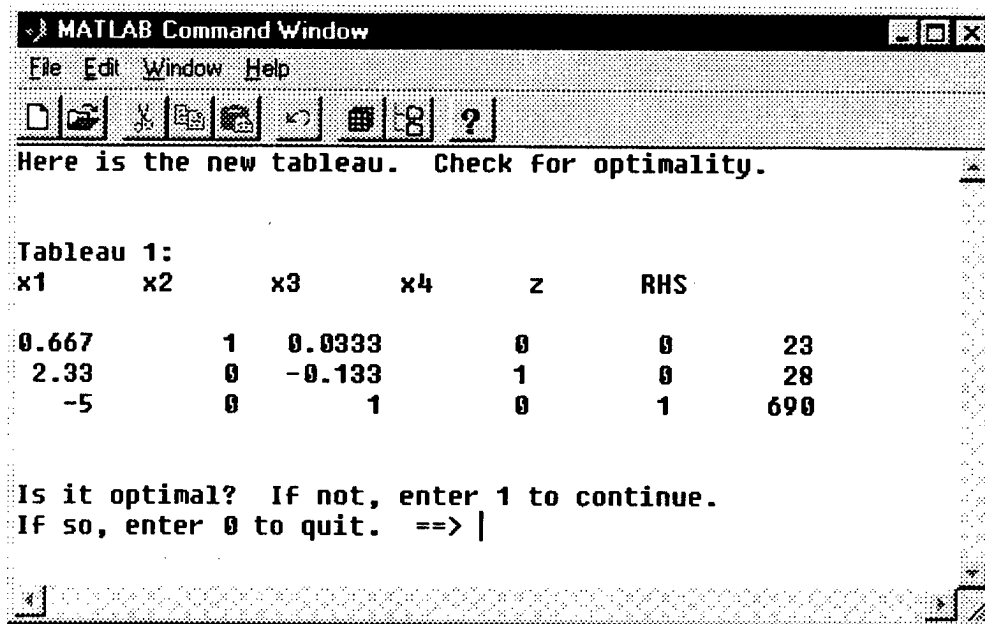 MATLAB Command Window
File Edit Window Help
?
Here is the new tableau. Check for optimality.
Tableau 1:
x1 x2 x3 x4 z RHS
0.667 1 0.0333 0 0 23
2.33 0 -0.133 1 0 28
-5 0 1 0 1 690
Is it optimal? If not, enter 1 to continue.
If so, enter 0 to quit. ==> |